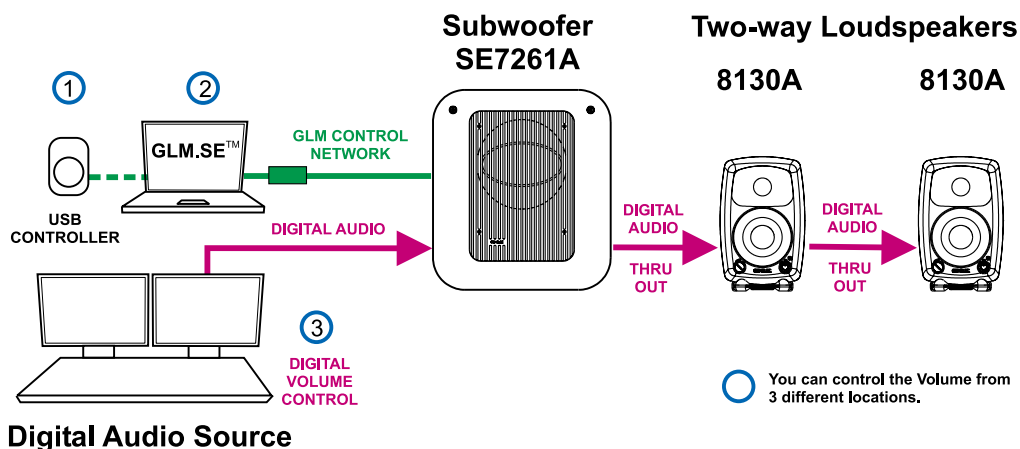 Subwoofer
SE7261A
Two-way Loudspeakers
8130A
8130A
1
2
GLM.SE™
GLM CONTROL
NETWORK
USB
CONTROLLER
DIGITAL AUDIO
DIGITAL
AUDIO
THRU
OUT
DIGITAL
AUDIO
THRU
OUT
3
DIGITAL
VOLUME
CONTROL
You can control the Volume from
3 different locations.
Digital Audio Source